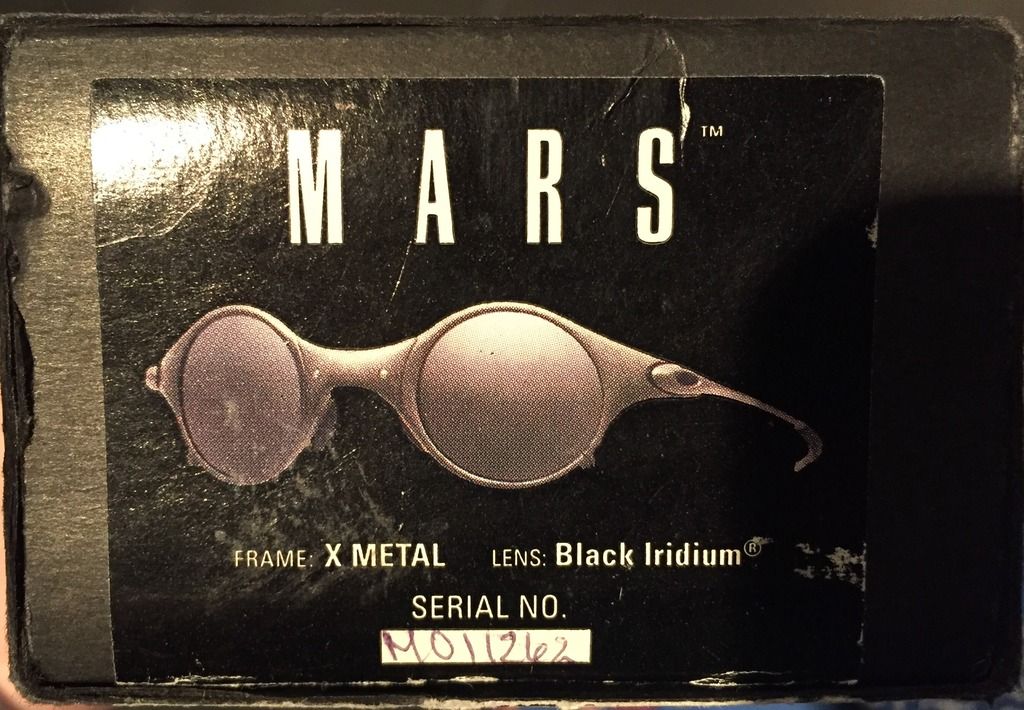 MARS™
FRAME: X METAL LENS: Black Iridium®
SERIAL NO.
M011262